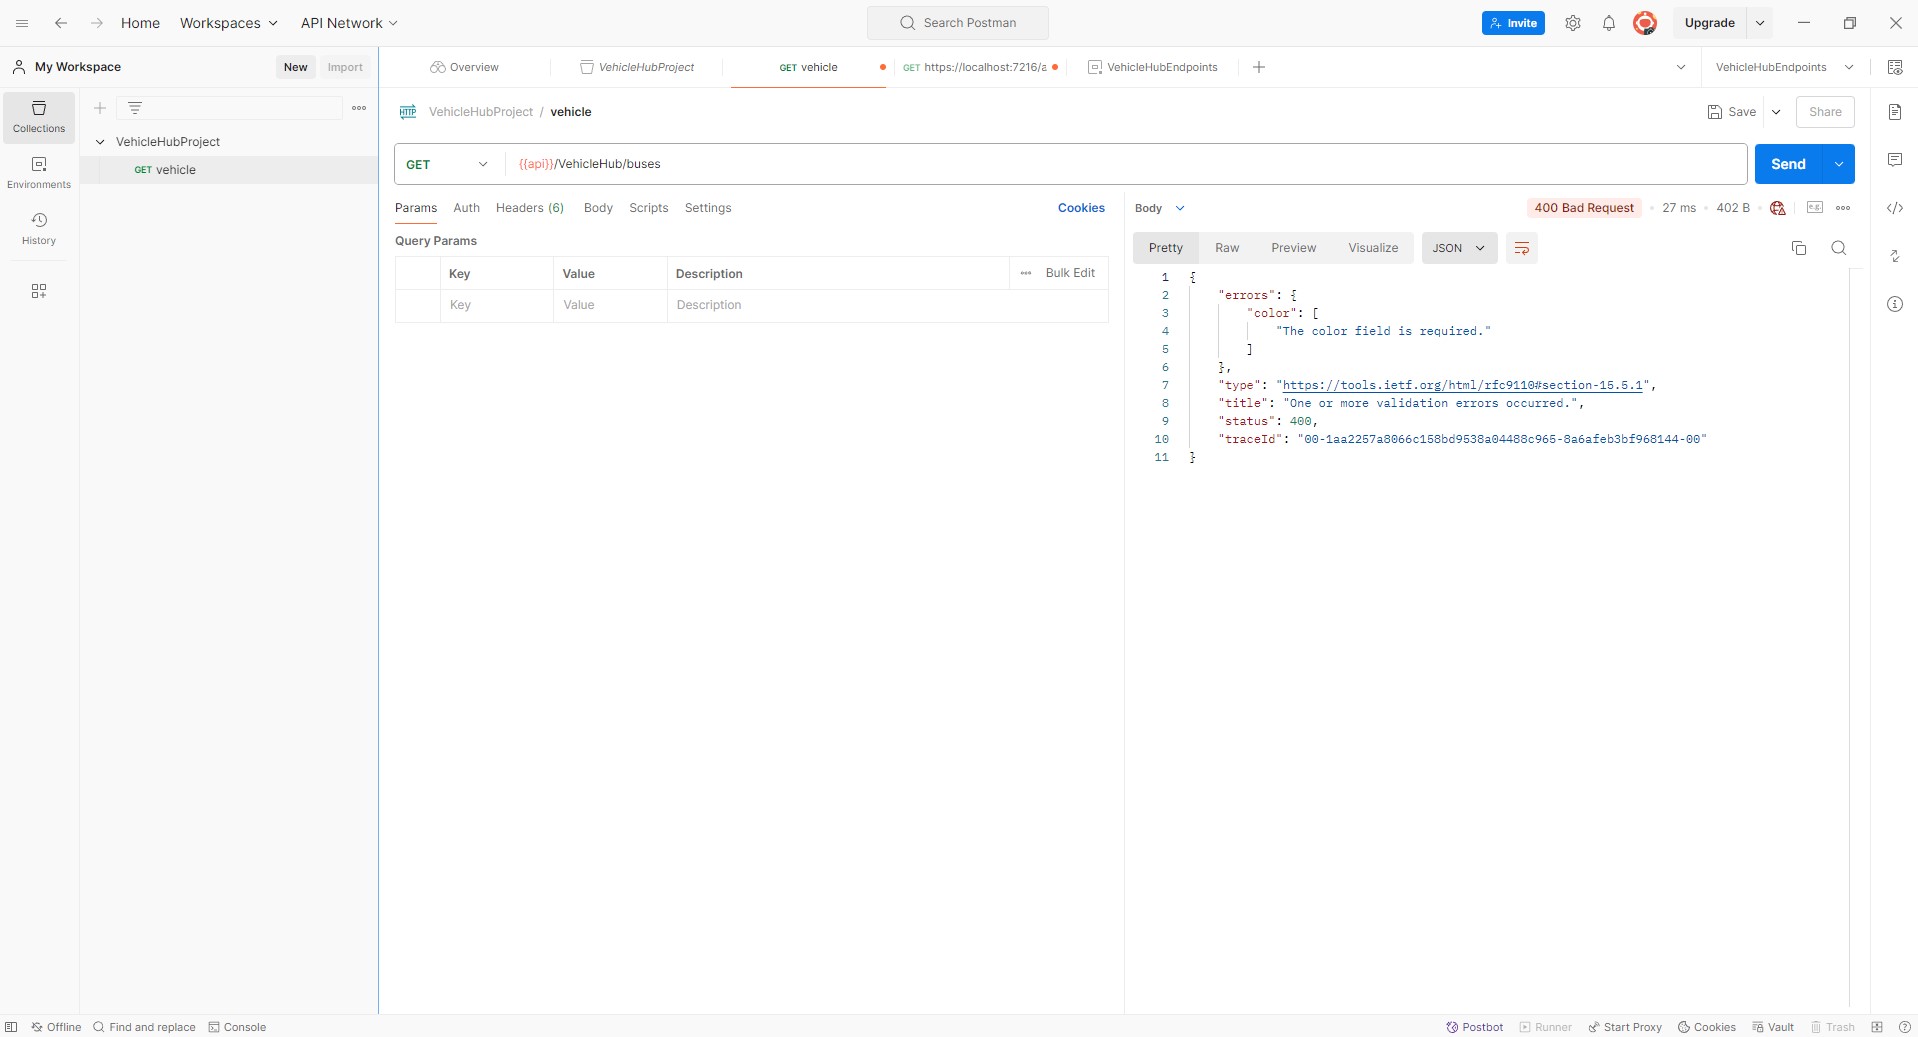 Home
Workspaces
API Network
Search Postman
Invite
Upgrade
My Workspace
New
Import
Overview
VehicleHubProject
GET vehicle
GET https://localhost:7216/a
VehicleHubEndpoints
VehicleHubEndpoints
Collections
Environments
History
VehicleHubProject
GET vehicle
HTTP
VehicleHubProject / vehicle
Save
Share
GET
{{api}}/VehicleHub/buses
Send
Params
Auth
Headers (6)
Body
Scripts
Settings
Cookies
Query Params
Key
Value
Description
Bulk Edit
Key
Value
Description
Body
400 Bad Request
27 ms
402 B
e.g.
Pretty
Raw
Preview
Visualize
JSON
1 {
2 "errors": {
3 "color": [
4 "The color field is required."
5 ]
6 },
7 "type": "https://tools.ietf.org/html/rfc9110#section-15.5.1",
8 "title": "One or more validation errors occurred.",
9 "status": 400,
10 "traceId": "00-1aa2257a8066c158bd9538a04488c965-8a6afeb3bf968144-00"
11 }
Offline
Find and replace
Console
Postbot
Runner
Start Proxy
Cookies
Vault
Trash